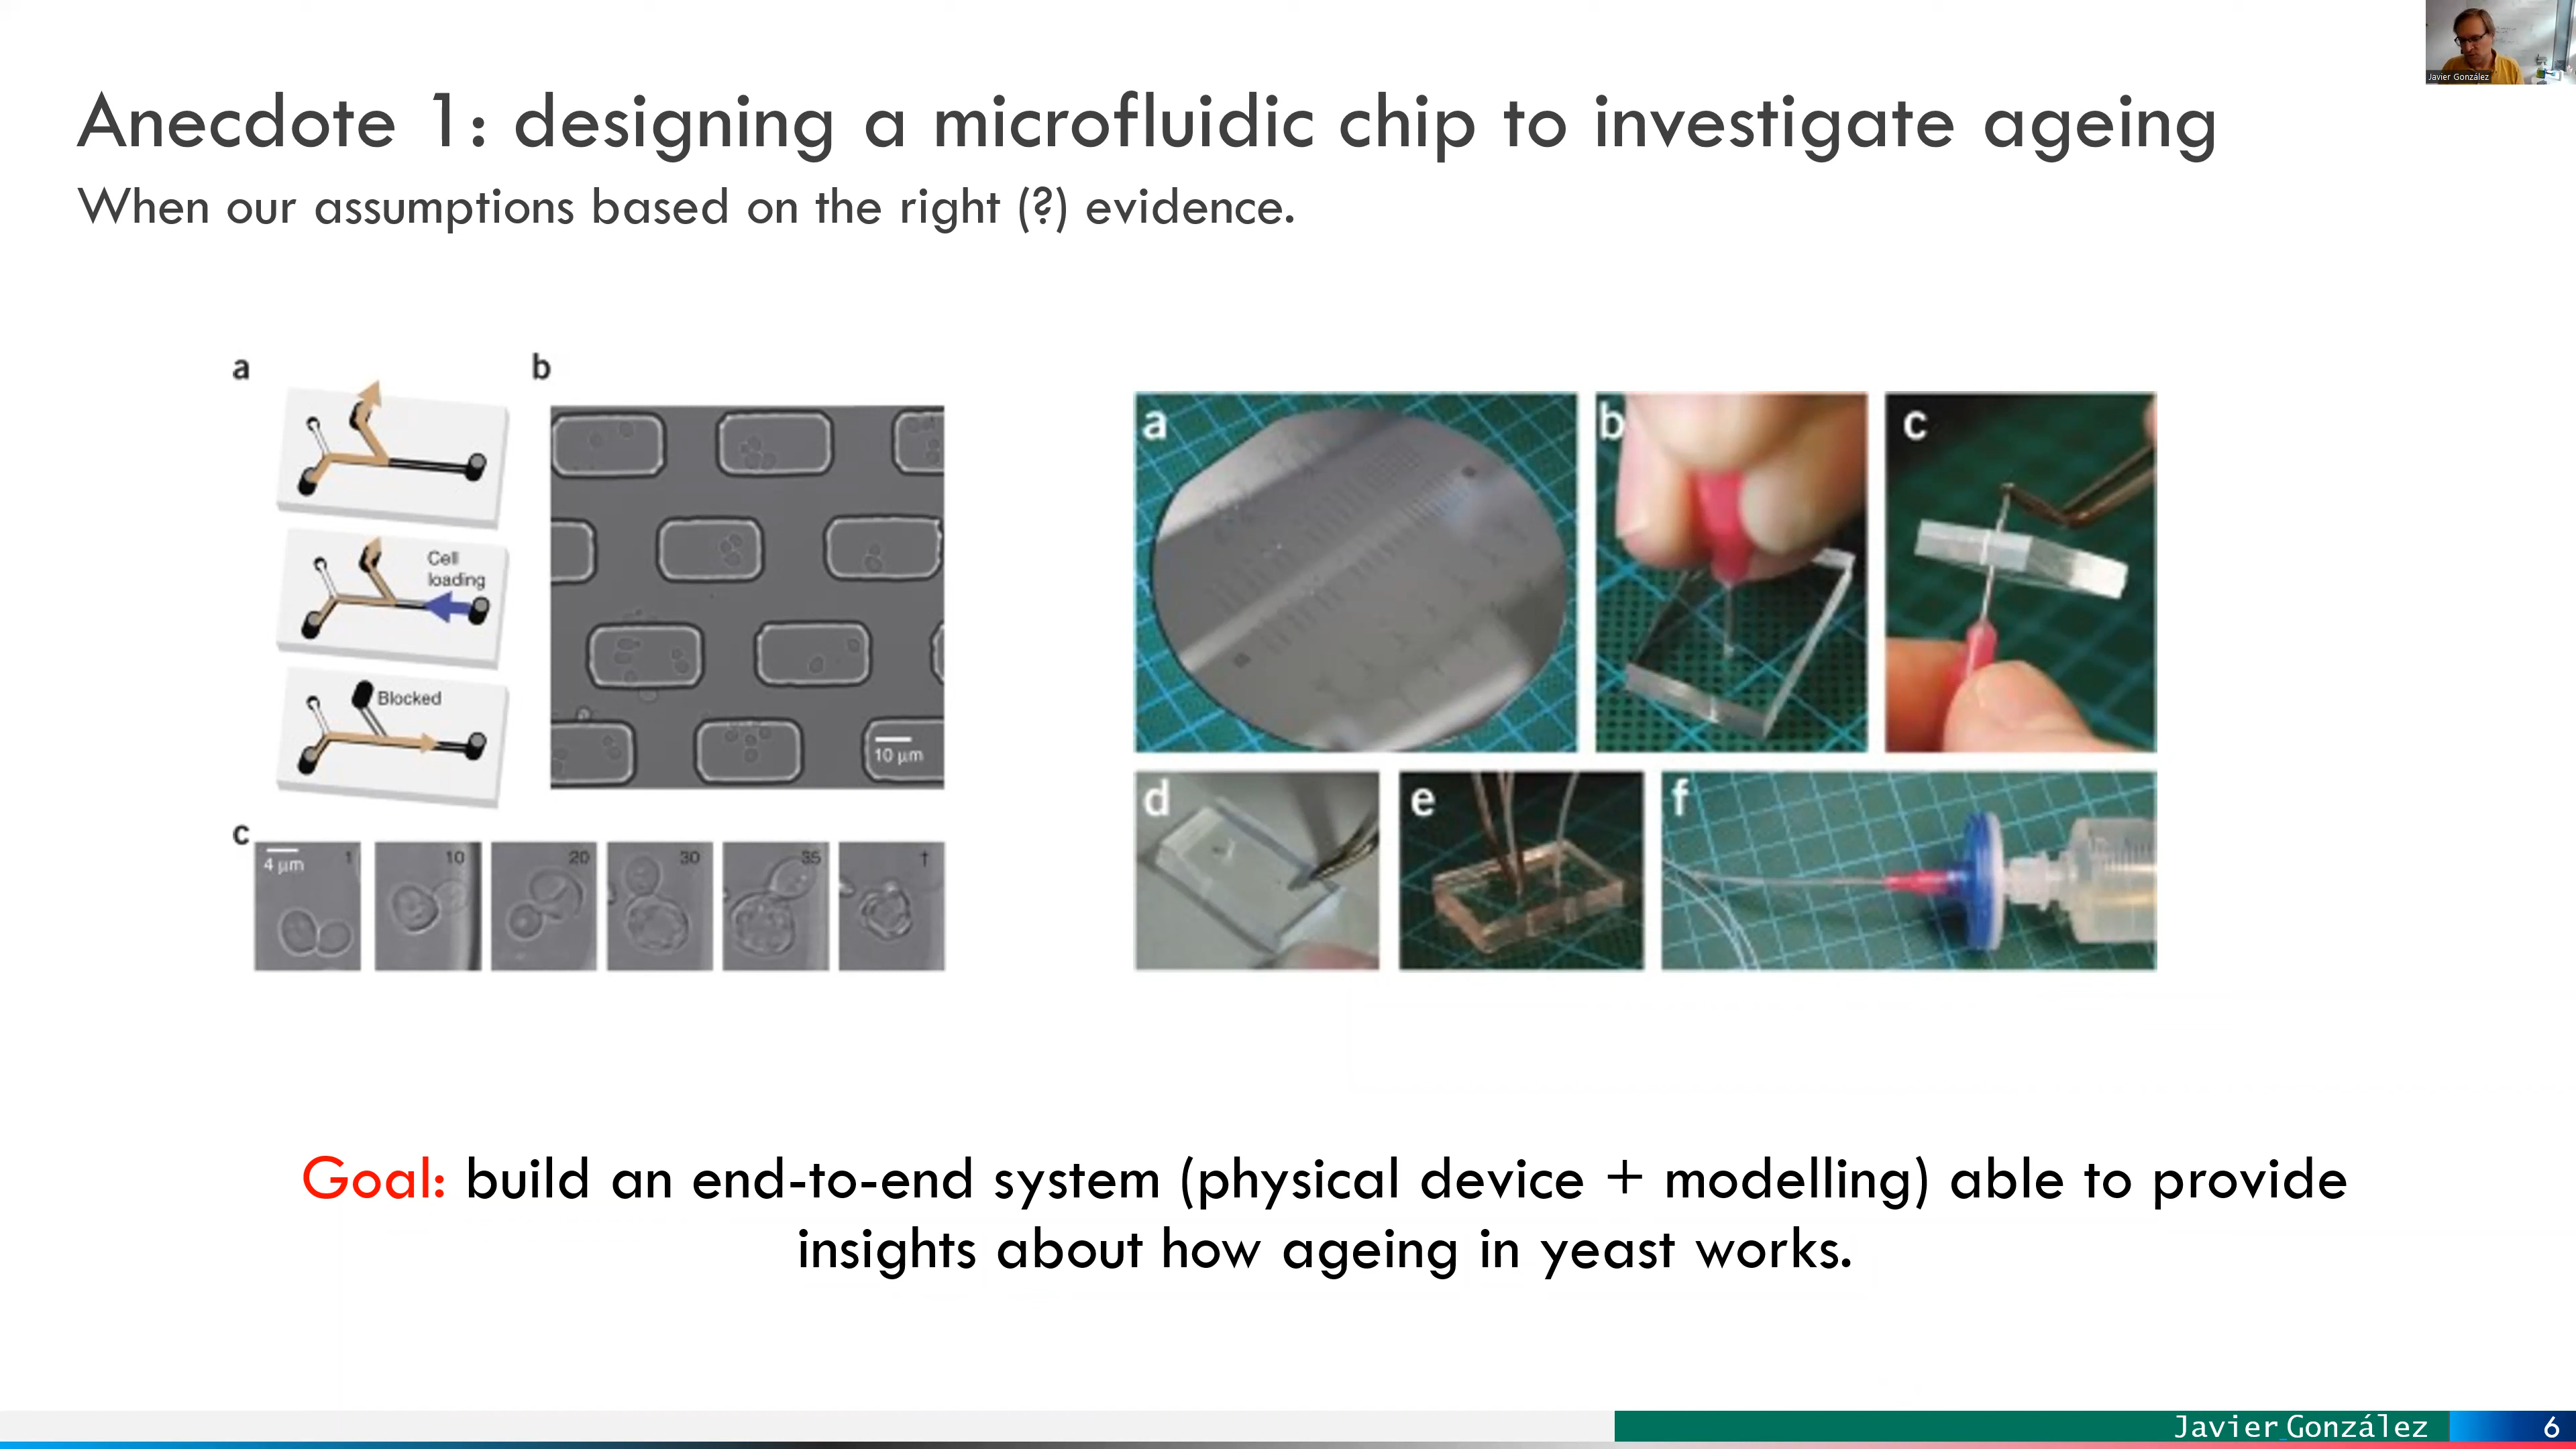 Javier González
Anecdote 1: designing a microfluidic chip to investigate ageing
When our assumptions based on the right (?) evidence.
a
b
Cell
loading
Blocked
10 μm
c
4 μm
1
10
20
30
35
†
a
b
c
d
e
f
Goal: build an end-to-end system (physical device + modelling) able to provide
insights about how ageing in yeast works.
Javier González
6